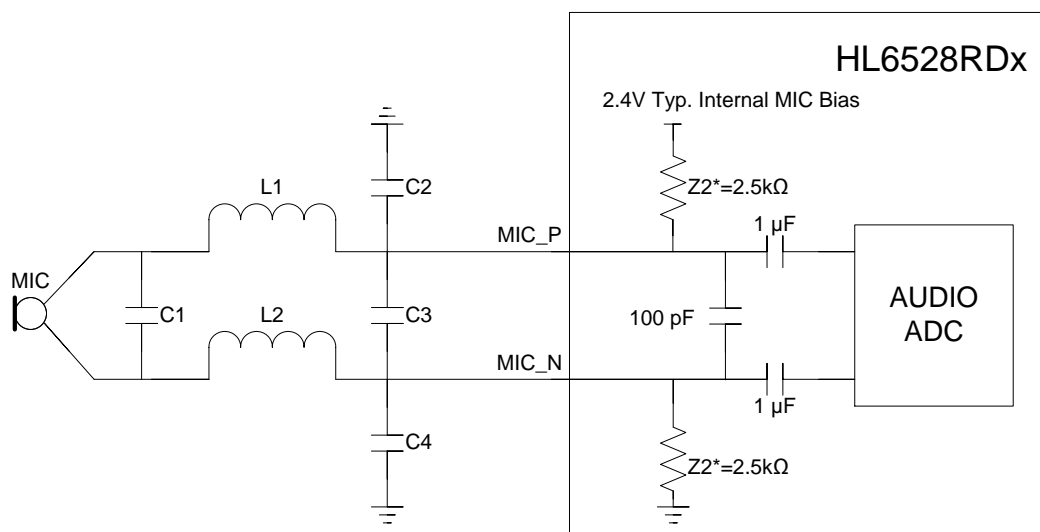 HL6528RDx
2.4V Typ. Internal MIC Bias
C2
Z2*=2.5kΩ
L1
1 µF
MIC_P
MIC
C1
C3
100 pF
AUDIO
ADC
L2
MIC_N
1 µF
C4
Z2*=2.5kΩ